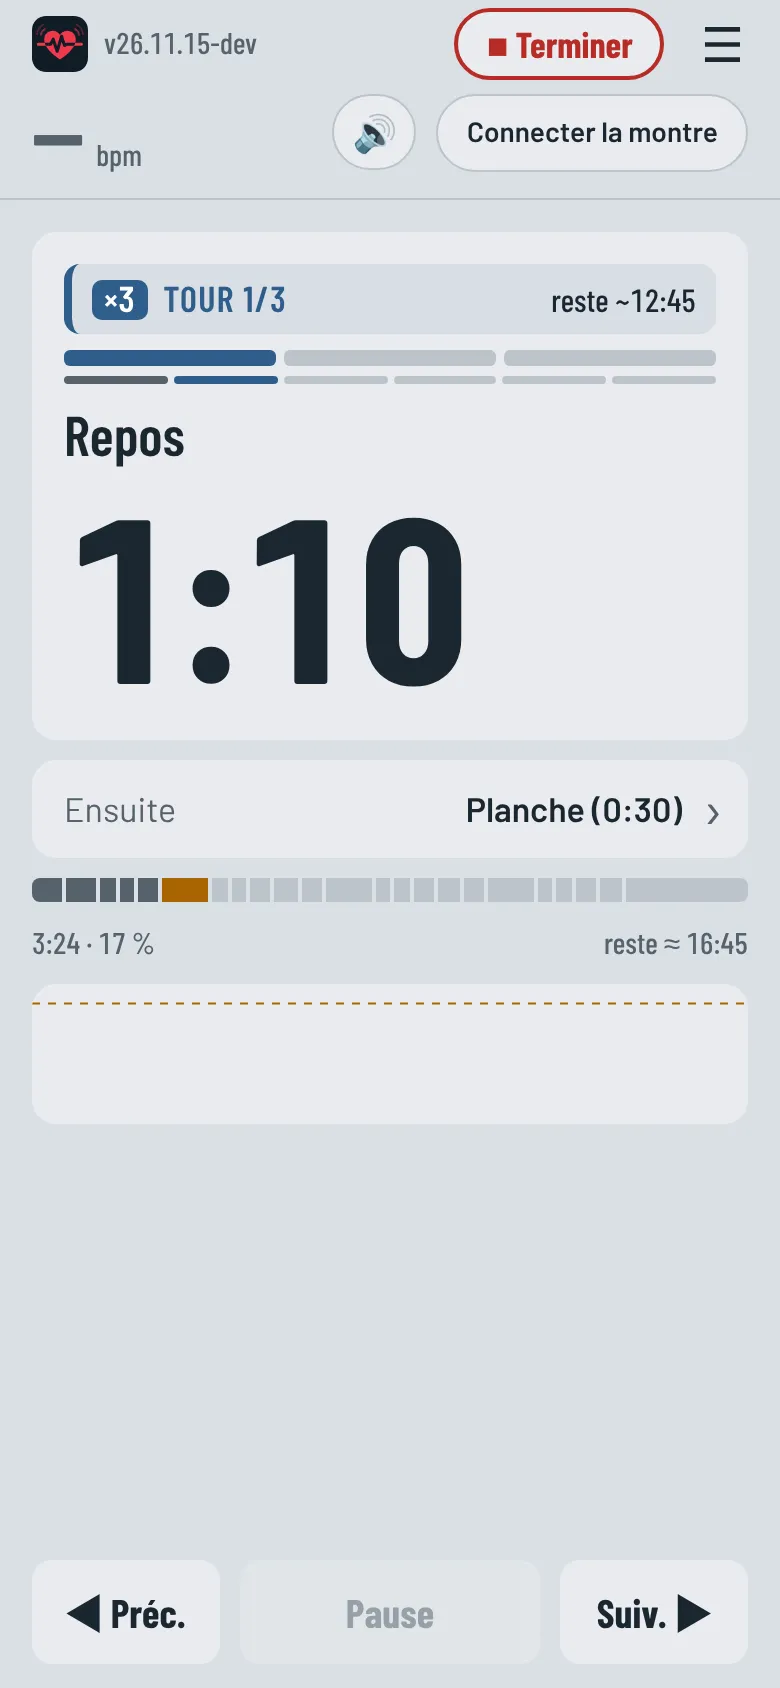 v26.11.15-dev
■ Terminer
bpm
Connecter la montre
×3 TOUR 1/3
reste ~12:45
Repos
1:10
Ensuite
Planche (0:30) ›
3:24 · 17 %
reste ≈ 16:45
◀ Préc.
Pause
Suiv. ▶